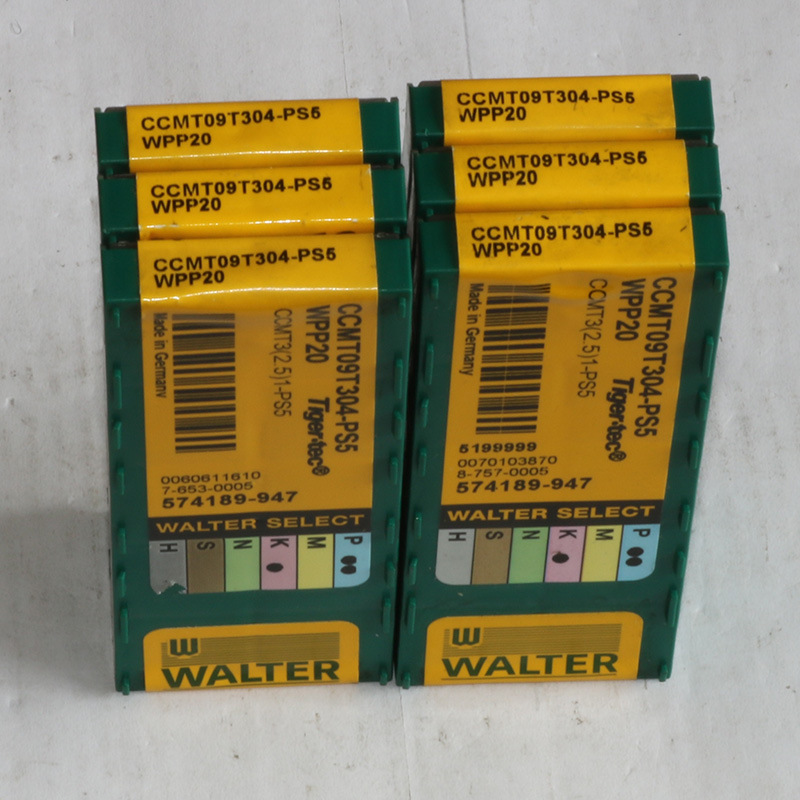 CCMT09T304-PS5
WPP20
CCMT09T304-PS5
WPP20
CCMT09T304-PS5
WPP20
CCMT09T304-PS5
WPP20
Tiger·tec®
CCMT3(2.5)1-PS5
Made in Germany
0060611610
7-653-0005
574189-947
WALTER SELECT
H S N K M P
WALTER
CCMT09T304-PS5
WPP20
CCMT09T304-PS5
WPP20
CCMT09T304-PS5
WPP20
CCMT09T304-PS5
WPP20
Tiger·tec®
CCMT3(2.5)1-PS5
Made in Germany
5199999
0070103870
8-757-0005
574189-947
WALTER SELECT
H S N K M P
WALTER